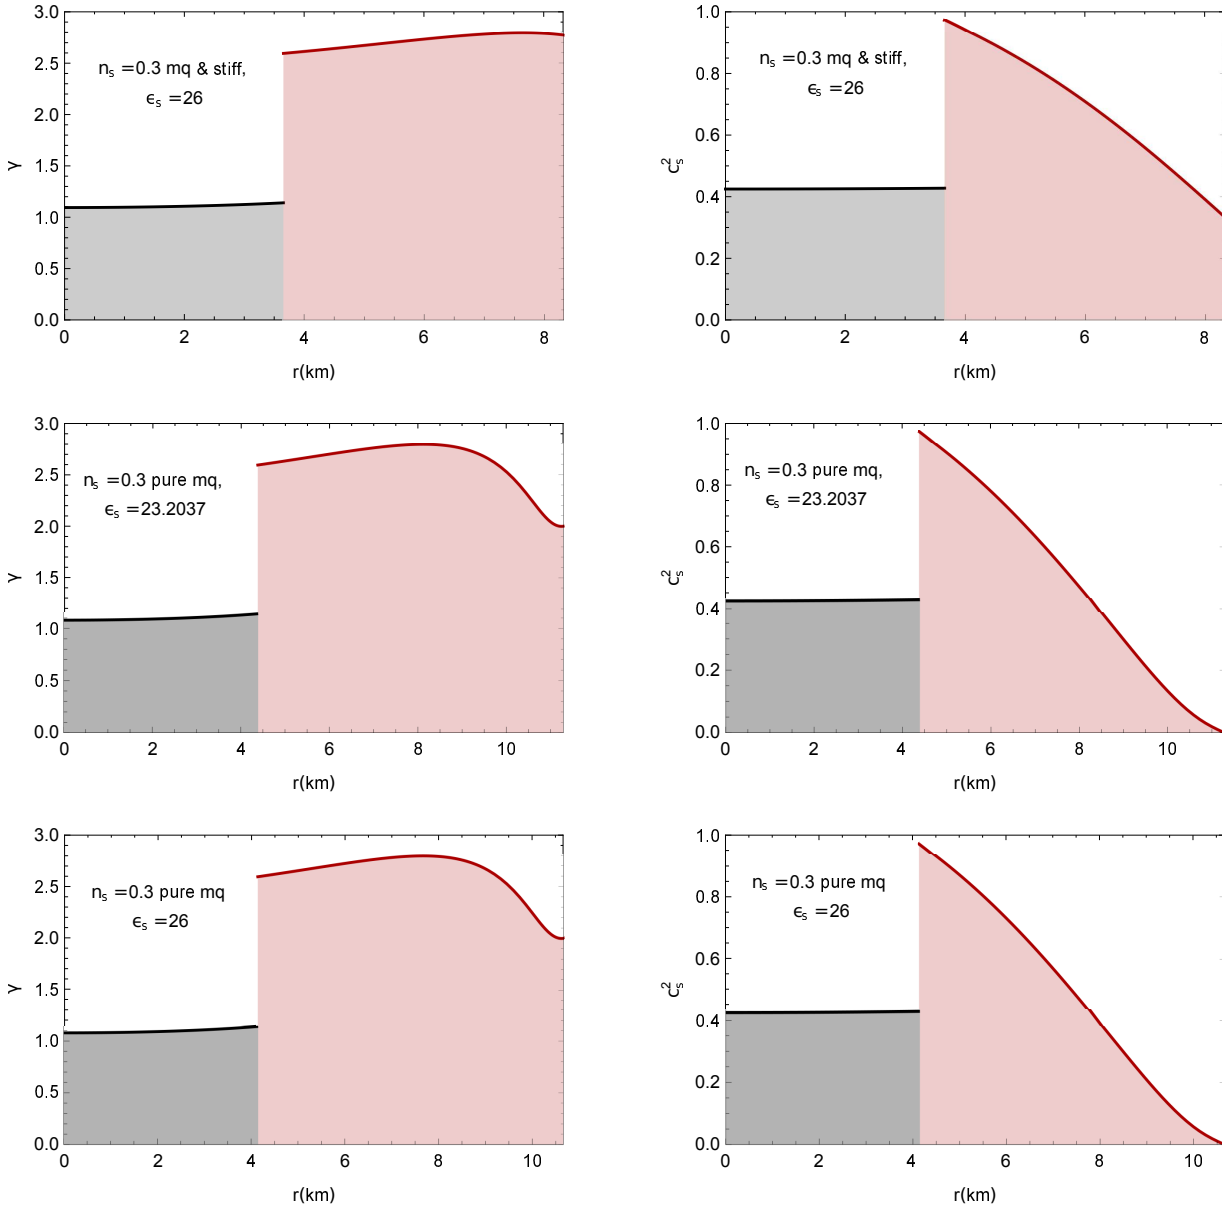 3.0
2.5
2.0
1.5
1.0
0.5
0.0
γ
n_s =0.3 mq & stiff,
ϵ_s =26
0 2 4 6 8
r(km)
1.0
0.8
0.6
0.4
0.2
0.0
c_s^2
n_s =0.3 mq & stiff,
ϵ_s =26
0 2 4 6 8
r(km)
3.0
2.5
2.0
1.5
1.0
0.5
0.0
γ
n_s =0.3 pure mq,
ϵ_s =23.2037
0 2 4 6 8 10
r(km)
1.0
0.8
0.6
0.4
0.2
0.0
c_s^2
n_s =0.3 pure mq,
ϵ_s =23.2037
0 2 4 6 8 10
r(km)
3.0
2.5
2.0
1.5
1.0
0.5
0.0
γ
n_s =0.3 pure mq
ϵ_s =26
0 2 4 6 8 10
r(km)
1.0
0.8
0.6
0.4
0.2
0.0
c_s^2
n_s =0.3 pure mq
ϵ_s =26
0 2 4 6 8 10
r(km)